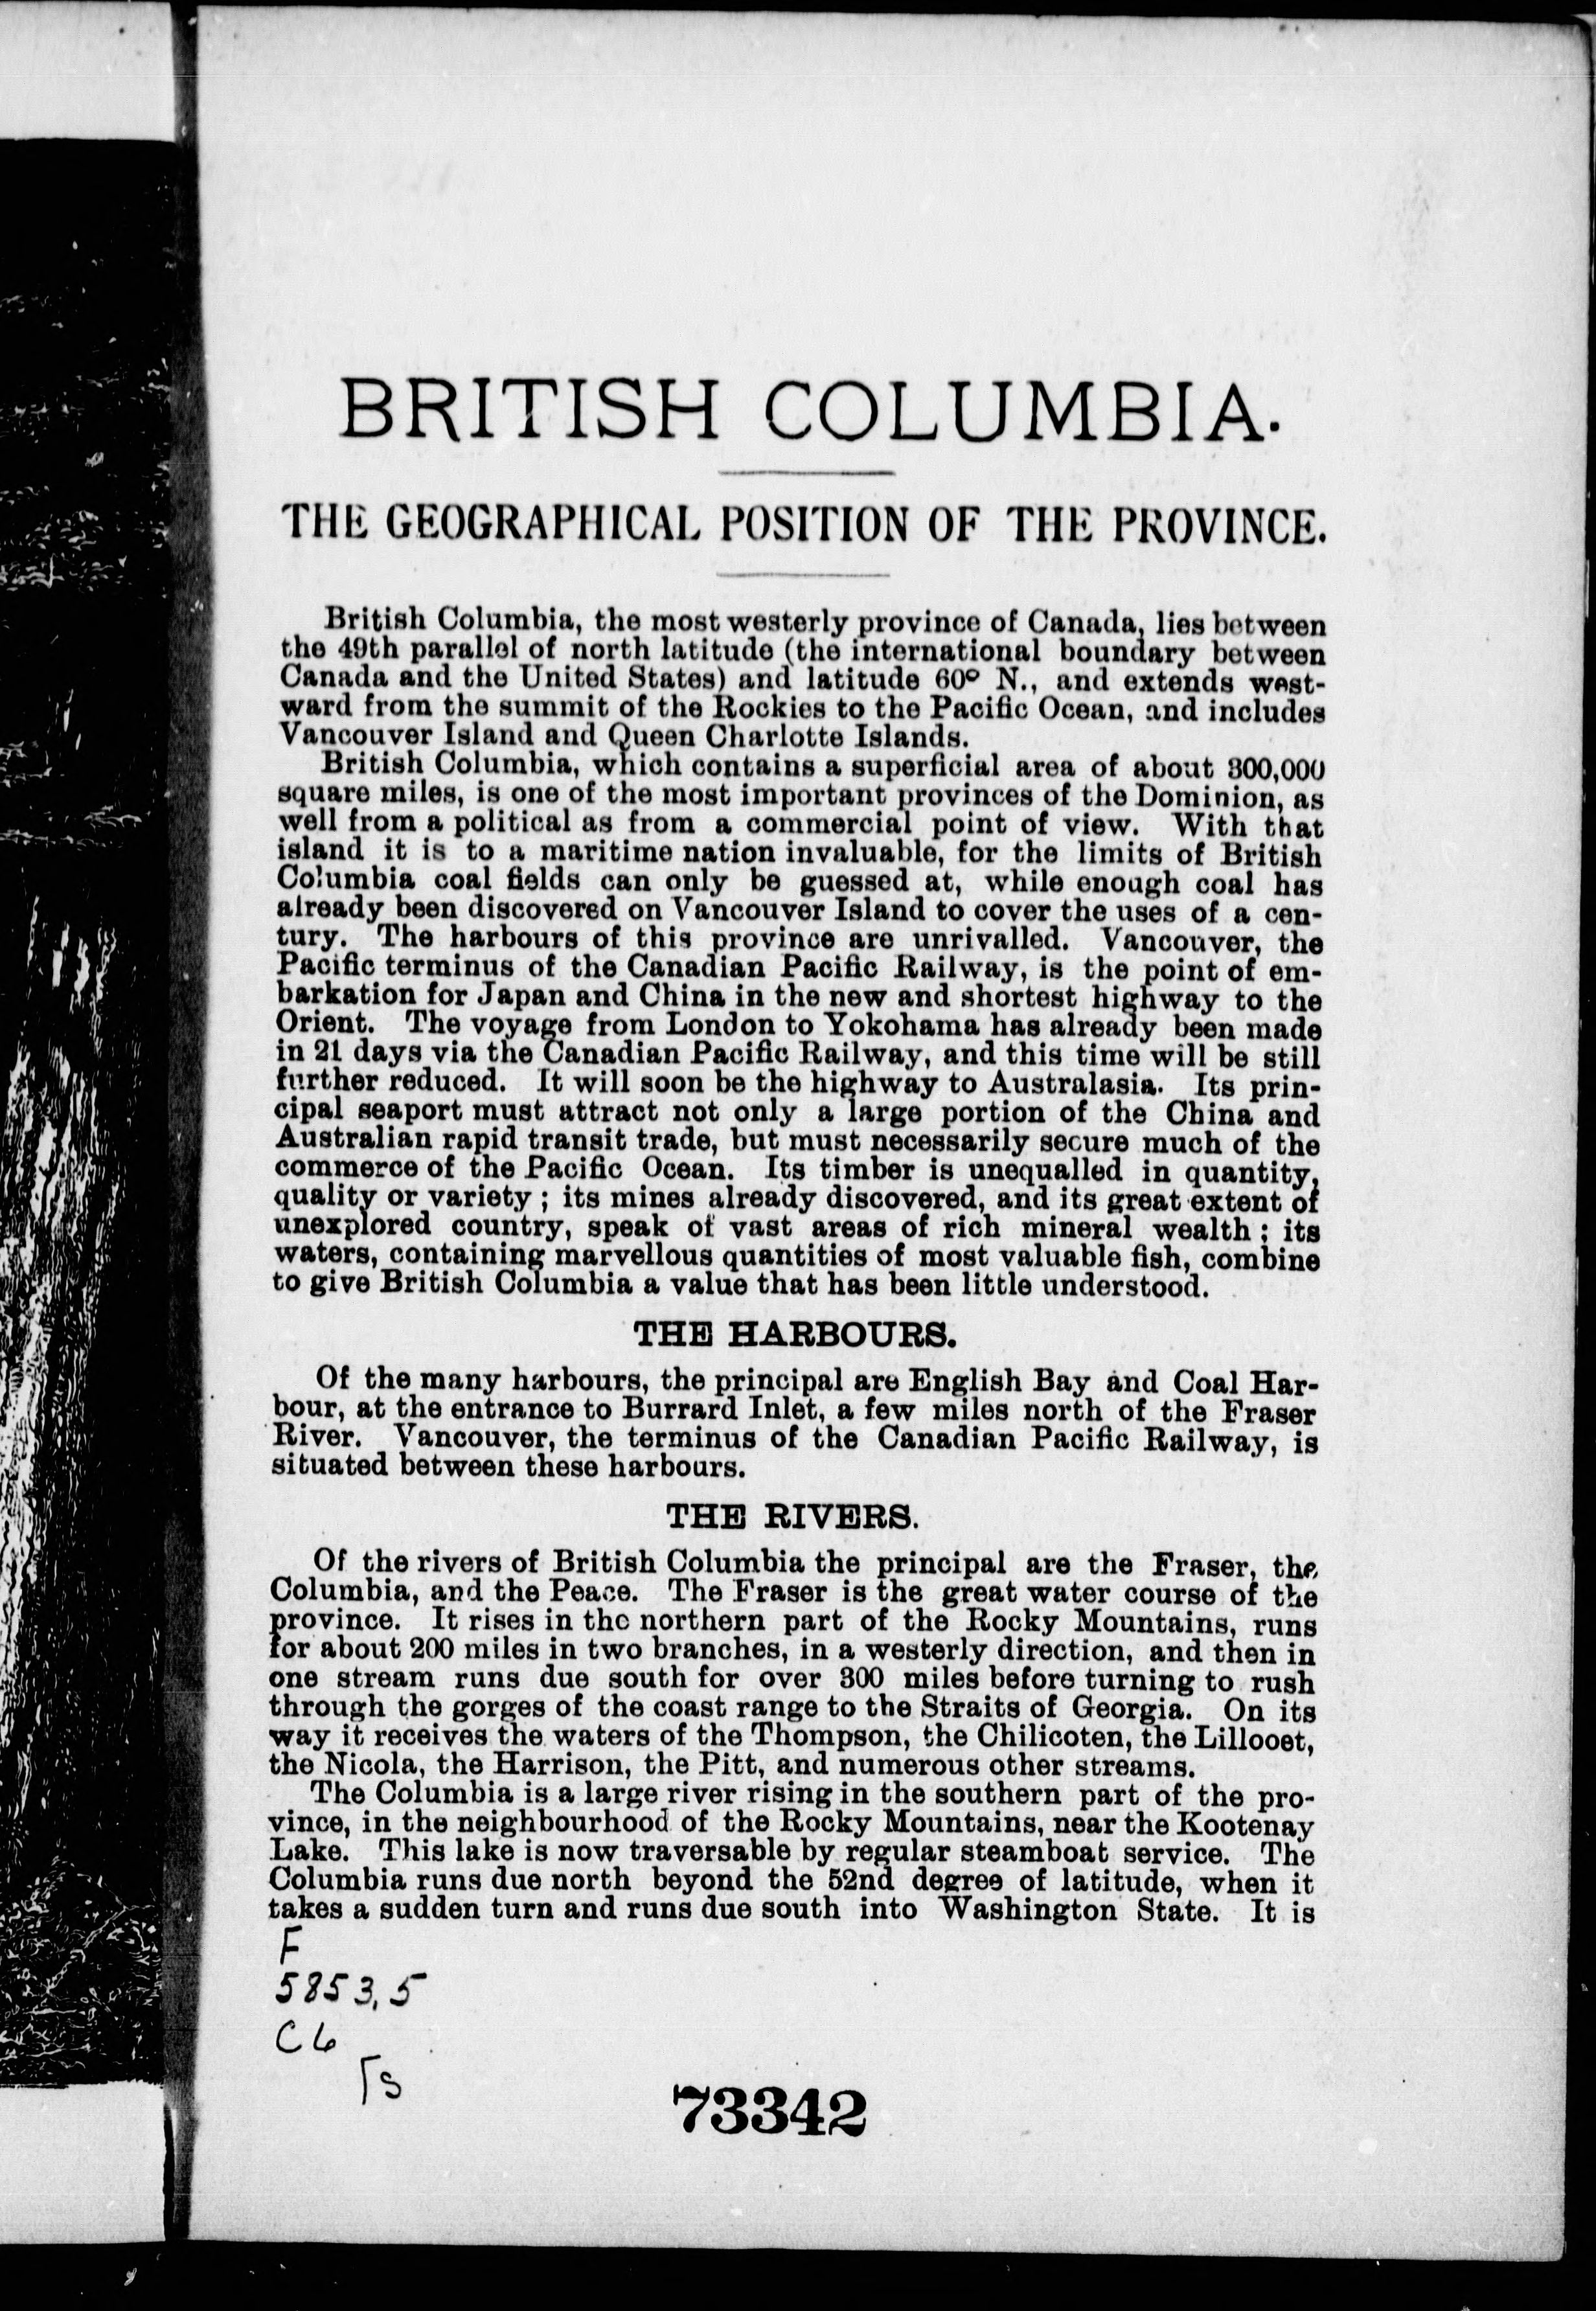 BRITISH COLUMBIA.
THE GEOGRAPHICAL POSITION OF THE PROVINCE.
British Columbia, the most westerly province of Canada, lies between
the 49th parallel of north latitude (the international boundary between
Canada and the United States) and latitude 60° N., and extends west-
ward from the summit of the Rockies to the Pacific Ocean, and includes
Vancouver Island and Queen Charlotte Islands.
British Columbia, which contains a superficial area of about 300,000
square miles, is one of the most important provinces of the Dominion, as
well from a political as from a commercial point of view. With that
island it is to a maritime nation invaluable, for the limits of British
Columbia coal fields can only be guessed at, while enough coal has
already been discovered on Vancouver Island to cover the uses of a cen-
tury. The harbours of this province are unrivalled. Vancouver, the
Pacific terminus of the Canadian Pacific Railway, is the point of em-
barkation for Japan and China in the new and shortest highway to the
Orient. The voyage from London to Yokohama has already been made
in 21 days via the Canadian Pacific Railway, and this time will be still
further reduced. It will soon be the highway to Australasia. Its prin-
cipal seaport must attract not only a large portion of the China and
Australian rapid transit trade, but must necessarily secure much of the
commerce of the Pacific Ocean. Its timber is unequalled in quantity,
quality or variety ; its mines already discovered, and its great extent of
unexplored country, speak of vast areas of rich mineral wealth ; its
waters, containing marvellous quantities of most valuable fish, combine
to give British Columbia a value that has been little understood.
THE HARBOURS.
Of the many harbours, the principal are English Bay and Coal Har-
bour, at the entrance to Burrard Inlet, a few miles north of the Fraser
River. Vancouver, the terminus of the Canadian Pacific Railway, is
situated between these harbours.
THE RIVERS.
Of the rivers of British Columbia the principal are the Fraser, the
Columbia, and the Peace. The Fraser is the great water course of the
province. It rises in the northern part of the Rocky Mountains, runs
for about 200 miles in two branches, in a westerly direction, and then in
one stream runs due south for over 300 miles before turning to rush
through the gorges of the coast range to the Straits of Georgia. On its
way it receives the waters of the Thompson, the Chilicoten, the Lillooet,
the Nicola, the Harrison, the Pitt, and numerous other streams.
The Columbia is a large river rising in the southern part of the pro-
vince, in the neighbourhood of the Rocky Mountains, near the Kootenay
Lake. This lake is now traversable by regular steamboat service. The
Columbia runs due north beyond the 52nd degree of latitude, when it
takes a sudden turn and runs due south into Washington State. It is
F
5853.5
C6
Ts
73342